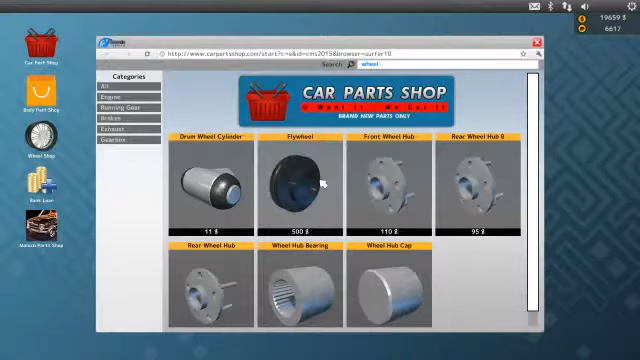 19659 $
6617
http://www.carpartsshop.com/start?c=e&id=cms2015&browser=surfer10
Search
wheel
Categories
All
Engine
Running Gear
Brakes
Exhaust
Gearbox
CAR PARTS SHOP
U Want It We Got It
BRAND NEW PARTS ONLY
Drum Wheel Cylinder
Flywheel
Front Wheel Hub
Rear Wheel Hub B
11 $
500 $
110 $
95 $
Rear Wheel Hub
Wheel Hub Bearing
Wheel Hub Cap
Car Part Shop
Body Part Shop
Wheel Shop
Bank Loan